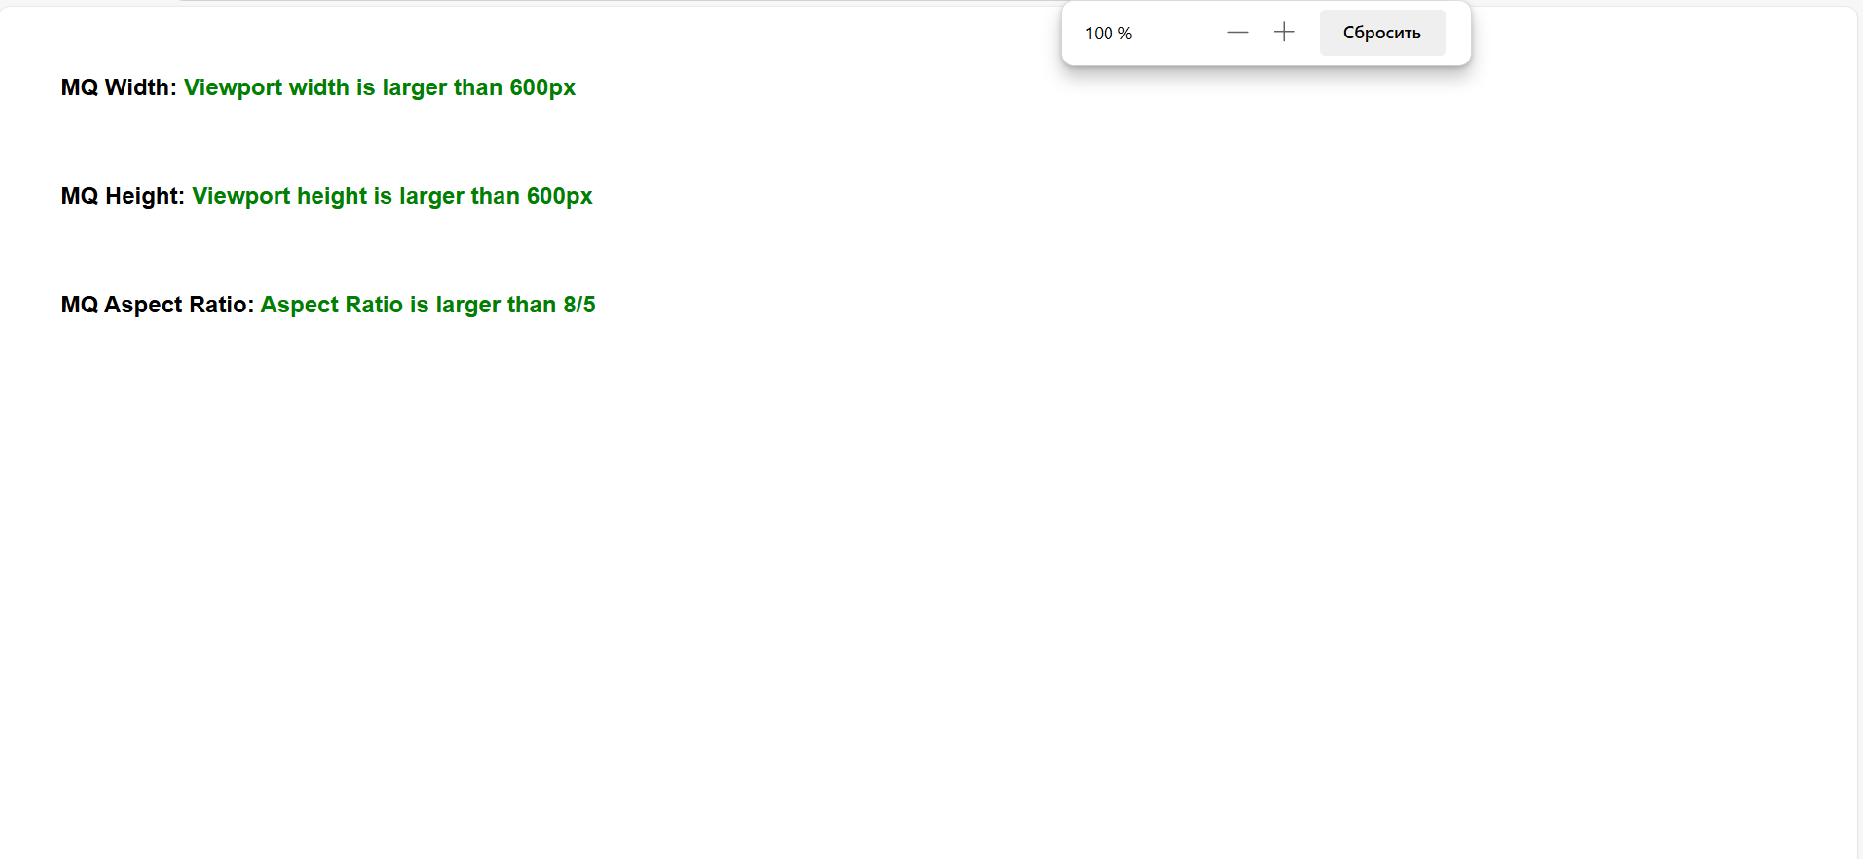 100 %
Сбросить
MQ Width: Viewport width is larger than 600px
MQ Height: Viewport height is larger than 600px
MQ Aspect Ratio: Aspect Ratio is larger than 8/5